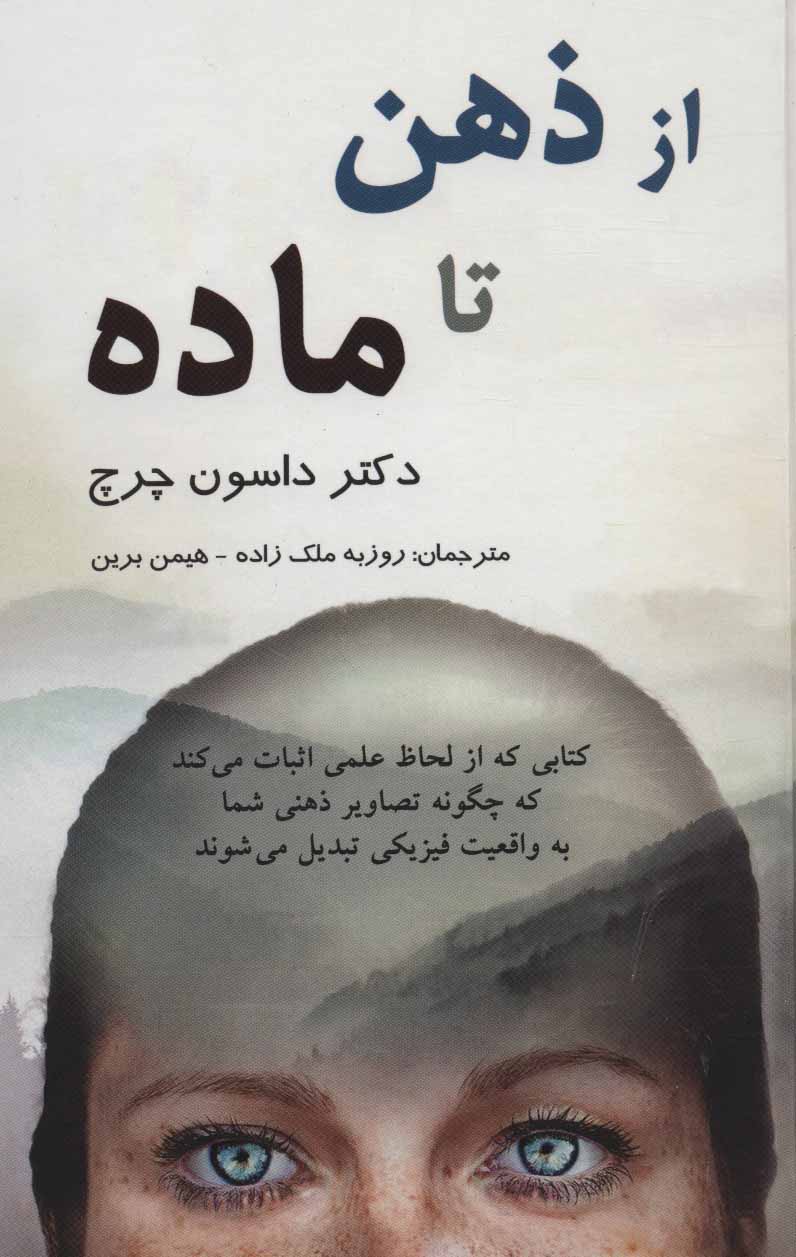 از ذهن
تا
ماده
دکتر داسون چرچ
مترجمان: روزبه ملک زاده - هیمن برین
کتابی که از لحاظ علمی اثبات می‌کند
که چگونه تصاویر ذهنی شما
به واقعیت فیزیکی تبدیل می‌شوند